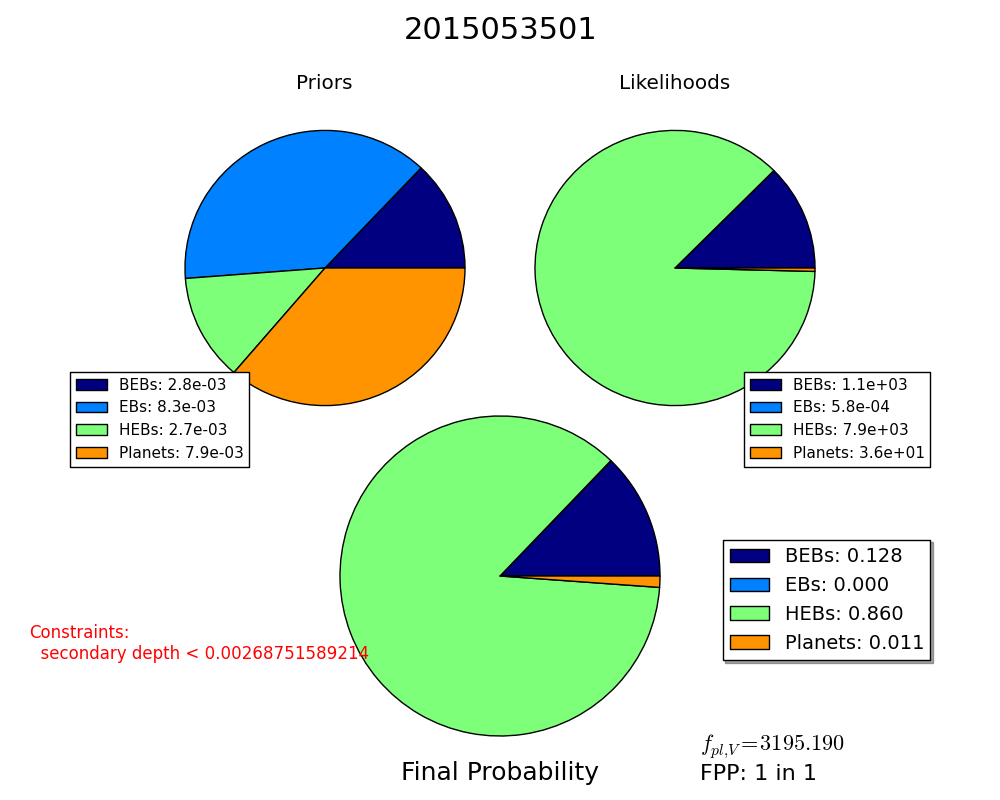 2015053501
Priors
Likelihoods
BEBs: 2.8e-03
EBs: 8.3e-03
HEBs: 2.7e-03
Planets: 7.9e-03
BEBs: 1.1e+03
EBs: 5.8e-04
HEBs: 7.9e+03
Planets: 3.6e+01
BEBs: 0.128
EBs: 0.000
HEBs: 0.860
Planets: 0.011
Constraints:
secondary depth < 0.00268751589214
Final Probability
f_{pl,V}=3195.190
FPP: 1 in 1